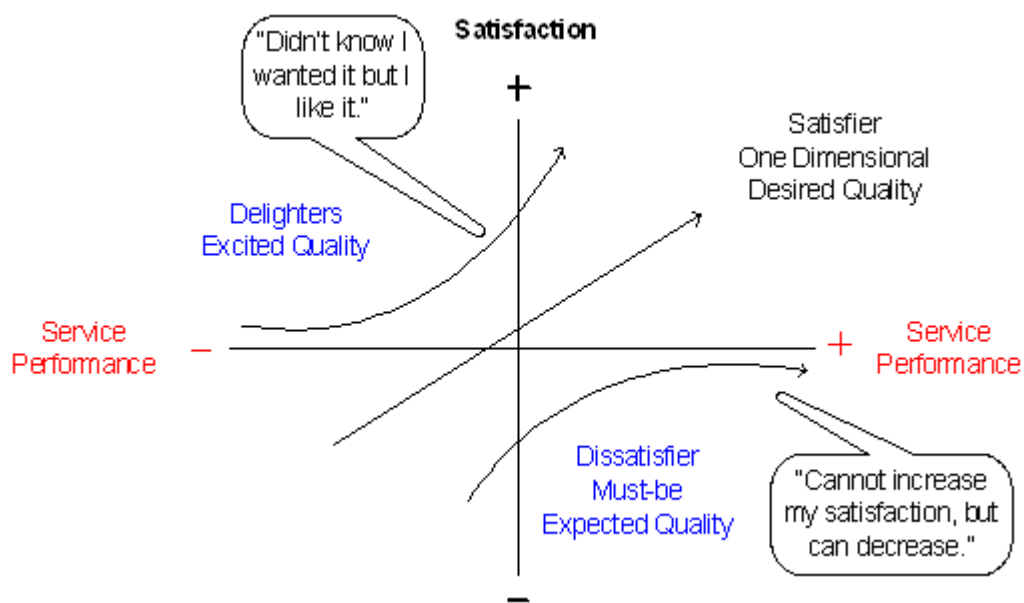 Satisfaction
"Didn't know I
wanted it but I
like it."
+
Satisfier
One Dimensional
Desired Quality
Delighters
Excited Quality
Service
Performance
–
+
Service
Performance
Dissatisfier
Must-be
Expected Quality
"Cannot increase
my satisfaction, but
can decrease."
–